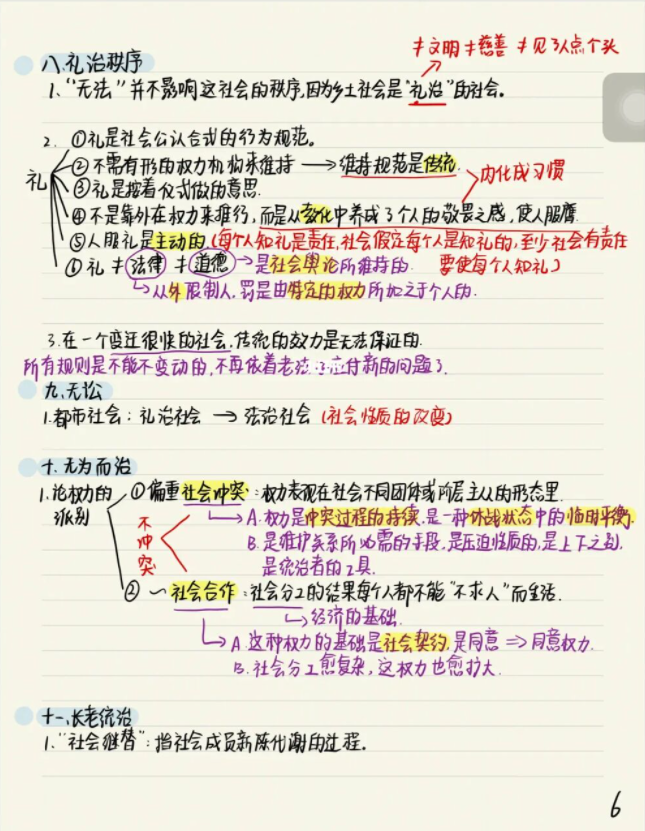 ≠文明 ≠慈善 ≠见了人点个头
八.礼治秩序
1."无法"并不影响这社会的秩序,因为乡土社会是"礼治"的社会。
2. ①礼是社会公认合式的行为规范。
②不需有形的权力机构来维持 → 维持规范是传统.
内化成习惯
礼
③礼是按着仪式做的意思.
④不是靠外在权力来推行,而是从教化中养成了个人的敬畏之感,使人服膺
⑤人服礼是主动的(每个人知礼是责任,社会假定每个人是知礼的,至少社会有责任
要使每个人知礼)
⑥礼≠法律≠道德→是社会舆论所维持的.
↳从外限制人,罚是由特定的权力所加之于个人的.
3.在一个变迁很快的社会,传统的效力是无法保证的.
所有规则是不能不变动的,不再依着老法 应付新的问题了.
九.无讼
1.都市社会:礼治社会 → 法治社会(社会性质的改变)
十.无为而治
1.论权力的
派别
①偏重社会冲突:权力表现在社会不同团体或阶层主从的形态里.
↳A.权力是冲突过程的持续.是一种休战状态中的临时平衡.
B.是维护关系所必需的手段,是压迫性质的,是上下之别,
是统治者的工具.
不冲突
② ~ 社会合作:社会分工的结果每个人都不能"不求人"而生活.
↳经济的基础.
↳A.这种权力的基础是社会契约,是同意 ⇒ 同意权力.
B.社会分工愈复杂,这权力也愈扩大.
十一.长老统治
1."社会继替":指社会成员新陈代谢的过程。
6